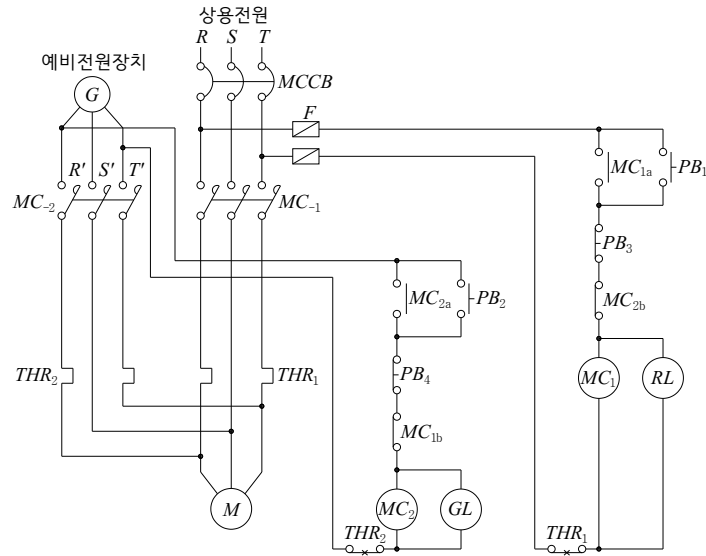 상용전원
R S T
예비전원장치
MCCB
G
F
R' S' T'
MC1a PB1
MC-2 MC-1
PB3
MC2a PB2
MC2b
THR2 THR1
PB4
MC1 RL
MC1b
M
MC2 GL
THR2
THR1